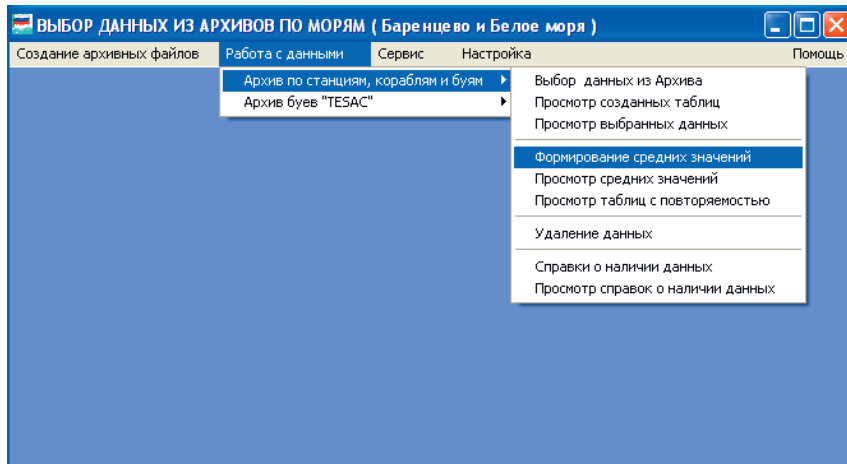 ВЫБОР ДАННЫХ ИЗ АРХИВОВ ПО МОРЯМ ( Баренцево и Белое моря )
Создание архивных файлов Работа с данными Сервис Настройка Помощь
Архив по станциям, кораблям и буям
Архив буев "TESAC"
Выбор данных из Архива
Просмотр созданных таблиц
Просмотр выбранных данных
Формирование средних значений
Просмотр средних значений
Просмотр таблиц с повторяемостью
Удаление данных
Справки о наличии данных
Просмотр справок о наличии данных